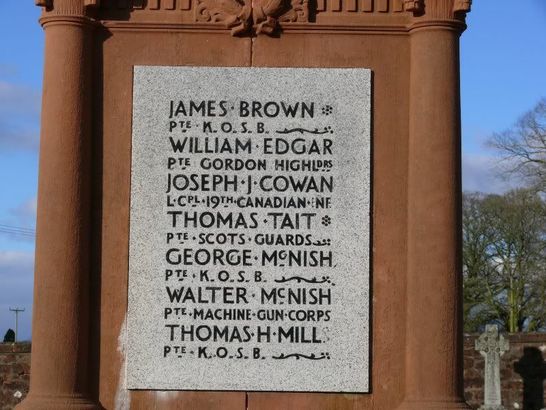 JAMES · BROWN
PTE · K.O.S.B.
WILLIAM · EDGAR
PTE · GORDON HIGHLDRS
JOSEPH · J · COWAN
L·CPL · 19TH · CANADIAN · INF.
THOMAS · TAIT
PTE · SCOTS · GUARDS
GEORGE · MCNISH
PTE · K.O.S.B.
WALTER · MCNISH
PTE · MACHINE · GUN · CORPS
THOMAS · H · MILL
PTE · K.O.S.B.